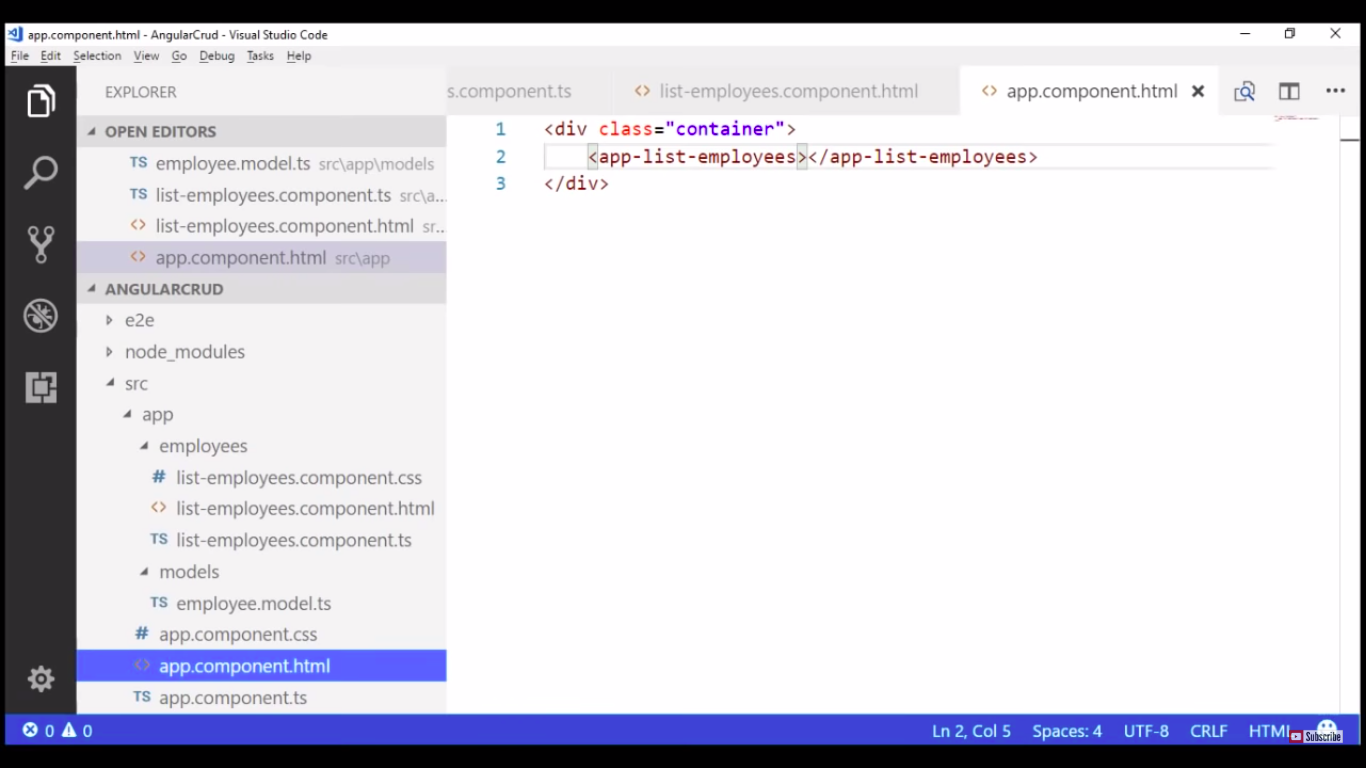 app.component.html - AngularCrud - Visual Studio Code
File Edit Selection View Go Debug Tasks Help
EXPLORER
OPEN EDITORS
TS employee.model.ts src\app\models
TS list-employees.component.ts src\a...
<> list-employees.component.html sr...
<> app.component.html src\app
ANGULARCRUD
e2e
node_modules
src
app
employees
# list-employees.component.css
<> list-employees.component.html
TS list-employees.component.ts
models
TS employee.model.ts
# app.component.css
<> app.component.html
TS app.component.ts
s.component.ts <> list-employees.component.html <> app.component.html
1 <div class="container">
2     <app-list-employees></app-list-employees>
3 </div>
0 0 Ln 2, Col 5 Spaces: 4 UTF-8 CRLF HTML
Subscribe